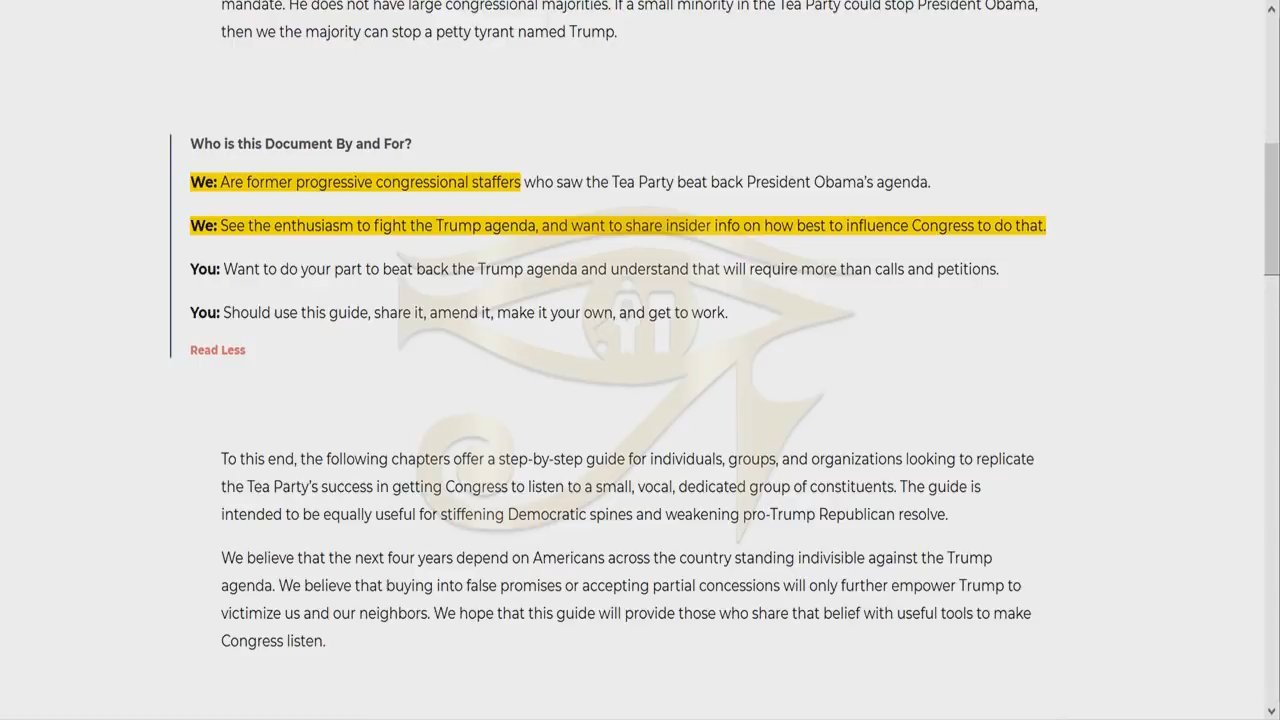 mandate. He does not have large congressional majorities. If a small minority in the Tea Party could stop President Obama,
then we the majority can stop a petty tyrant named Trump.
Who is this Document By and For?
We: Are former progressive congressional staffers who saw the Tea Party beat back President Obama's agenda.
We: See the enthusiasm to fight the Trump agenda, and want to share insider info on how best to influence Congress to do that.
You: Want to do your part to beat back the Trump agenda and understand that will require more than calls and petitions.
You: Should use this guide, share it, amend it, make it your own, and get to work.
Read Less
To this end, the following chapters offer a step-by-step guide for individuals, groups, and organizations looking to replicate
the Tea Party's success in getting Congress to listen to a small, vocal, dedicated group of constituents. The guide is
intended to be equally useful for stiffening Democratic spines and weakening pro-Trump Republican resolve.
We believe that the next four years depend on Americans across the country standing indivisible against the Trump
agenda. We believe that buying into false promises or accepting partial concessions will only further empower Trump to
victimize us and our neighbors. We hope that this guide will provide those who share that belief with useful tools to make
Congress listen.